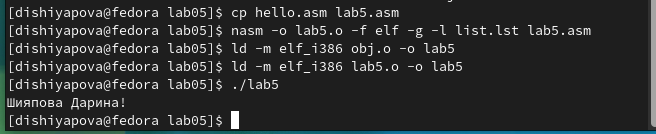 [dishiyapova@fedora lab05]$ cp hello.asm lab5.asm
[dishiyapova@fedora lab05]$ nasm -o lab5.o -f elf -g -l list.lst lab5.asm
[dishiyapova@fedora lab05]$ ld -m elf_i386 obj.o -o lab5
[dishiyapova@fedora lab05]$ ld -m elf_i386 lab5.o -o lab5
[dishiyapova@fedora lab05]$ ./lab5
Шияпова Дарина!
[dishiyapova@fedora lab05]$